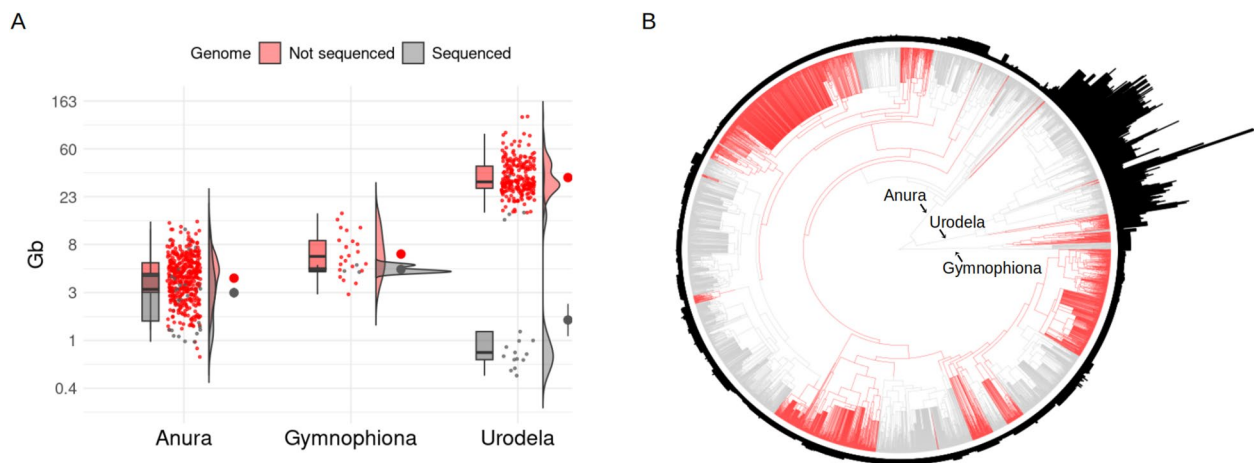 A
Genome Not sequenced Sequenced
Gb
163
60
23
8
3
1
0.4
Anura Gymnophiona Urodela
B
Anura
Urodela
Gymnophiona